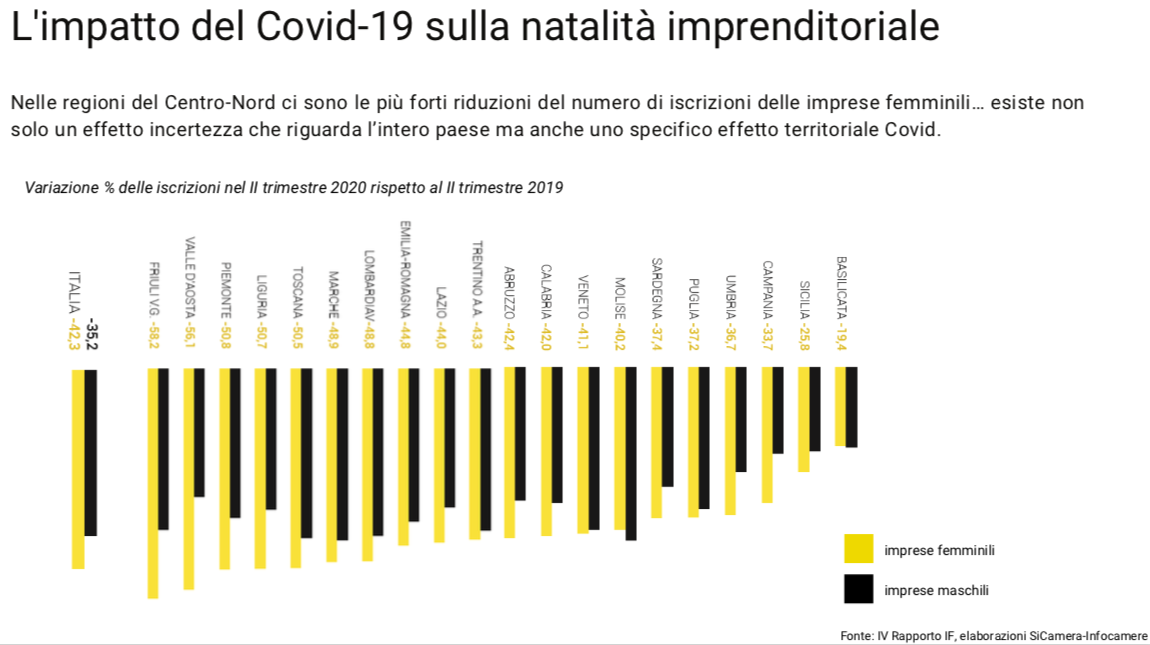 L'impatto del Covid-19 sulla natalità imprenditoriale
Nelle regioni del Centro-Nord ci sono le più forti riduzioni del numero di iscrizioni delle imprese femminili… esiste non
solo un effetto incertezza che riguarda l'intero paese ma anche uno specifico effetto territoriale Covid.
Variazione % delle iscrizioni nel II trimestre 2020 rispetto al II trimestre 2019
ITALIA -42,3
-35,2
FRIULI V.G. -58,2
VALLE D'AOSTA -56,1
PIEMONTE -50,8
LIGURIA -50,7
TOSCANA -50,5
MARCHE -48,9
LOMBARDIAV-48,8
EMILIA-ROMAGNA -44,8
LAZIO -44,0
TRENTINO A.A. -43,3
ABRUZZO -42,4
CALABRIA -42,0
VENETO -41,1
MOLISE -40,2
SARDEGNA -37,4
PUGLIA -37,2
UMBRIA -36,7
CAMPANIA -33,7
SICILIA -25,8
BASILICATA -19,4
imprese femminili
imprese maschili
Fonte: IV Rapporto IF, elaborazioni SiCamera-Infocamere